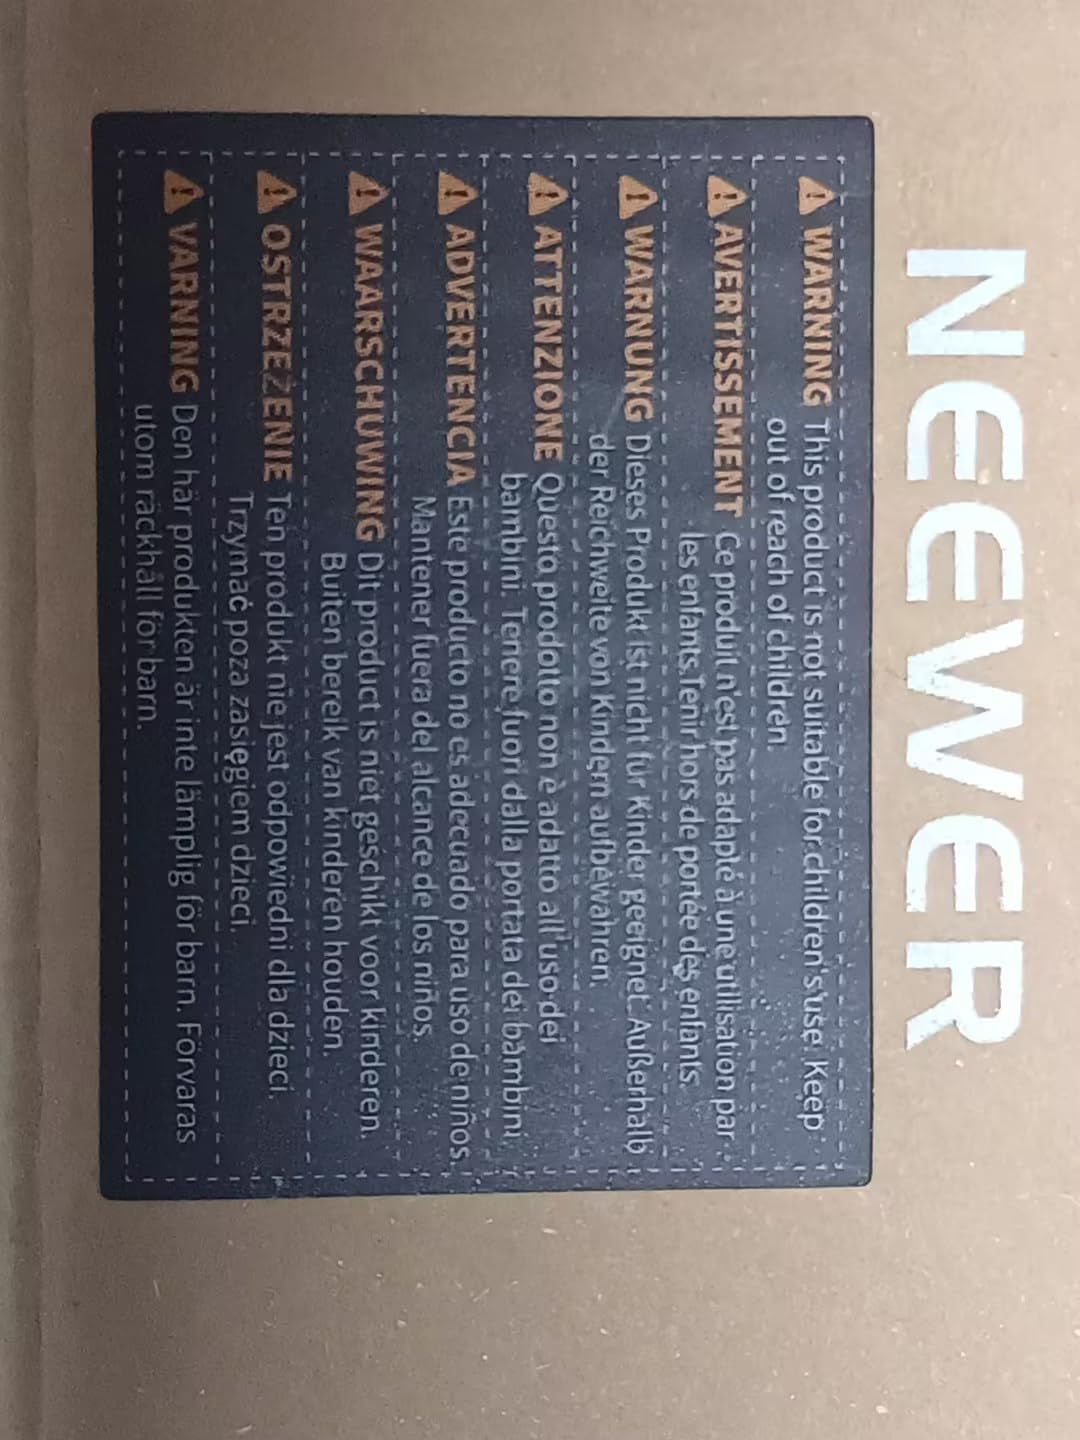 NEEWER
WARNING This product is not suitable for children's use. Keep
out of reach of children.
AVERTISSEMENT Ce produit n'est pas adapté à une utilisation par
les enfants. Tenir hors de portée des enfants.
WARNUNG Dieses Produkt ist nicht für Kinder geeignet. Außerhalb
der Reichweite von Kindern aufbewahren.
ATTENZIONE Questo prodotto non è adatto all'uso dei
bambini. Tenere fuori dalla portata dei bambini.
ADVERTENCIA Este producto no es adecuado para uso de niños.
Mantener fuera del alcance de los niños.
WAARSCHUWING Dit product is niet geschikt voor kinderen.
Buiten bereik van kinderen houden.
OSTRZEŻENIE Ten produkt nie jest odpowiedni dla dzieci.
Trzymać poza zasięgiem dzieci.
VARNING Den här produkten är inte lämplig för barn. Förvaras
utom räckhåll för barn.